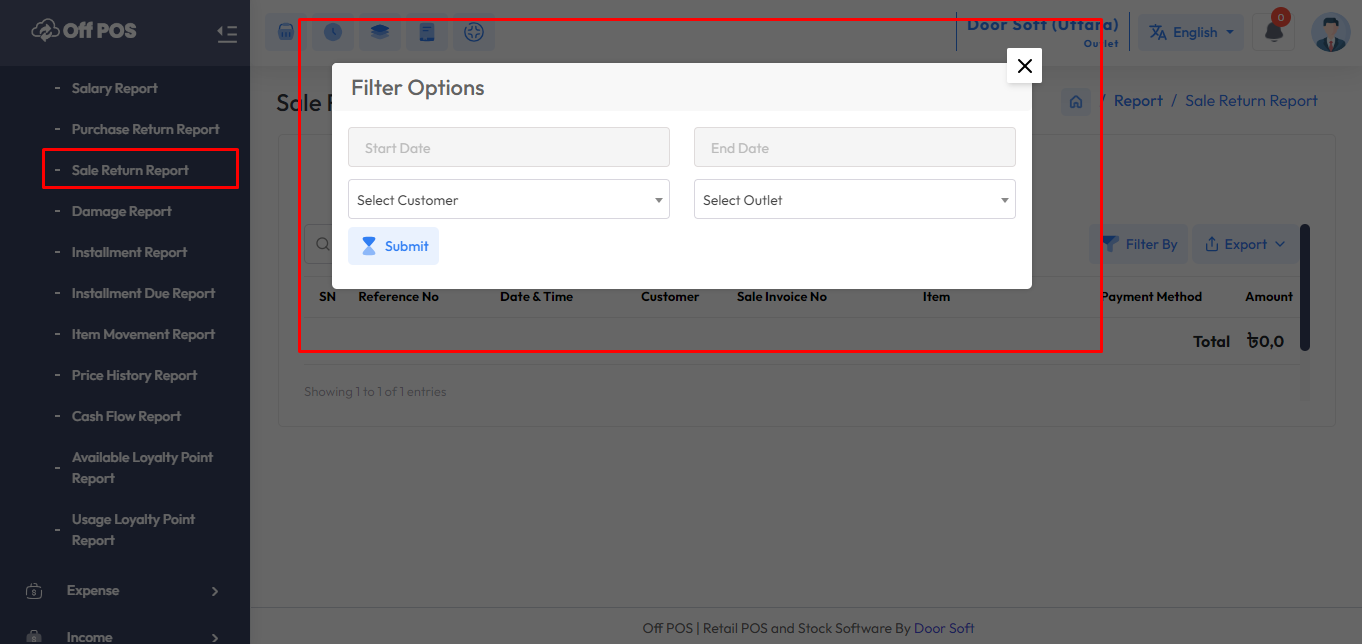 Off POS
Salary Report
Purchase Return Report
Sale Return Report
Damage Report
Installment Report
Installment Due Report
Item Movement Report
Price History Report
Cash Flow Report
Available Loyalty Point
Report
Usage Loyalty Point
Report
Expense
Income
Door Soft (Uttara)
Outlet
English
0
Sale R
/ Report / Sale Return Report
Filter Options
Start Date
End Date
Select Customer
Select Outlet
Submit
Filter By
Export
SN Reference No Date & Time Customer Sale Invoice No Item Payment Method Amount
Total ৳0,0
Showing 1 to 1 of 1 entries
Off POS | Retail POS and Stock Software By Door Soft